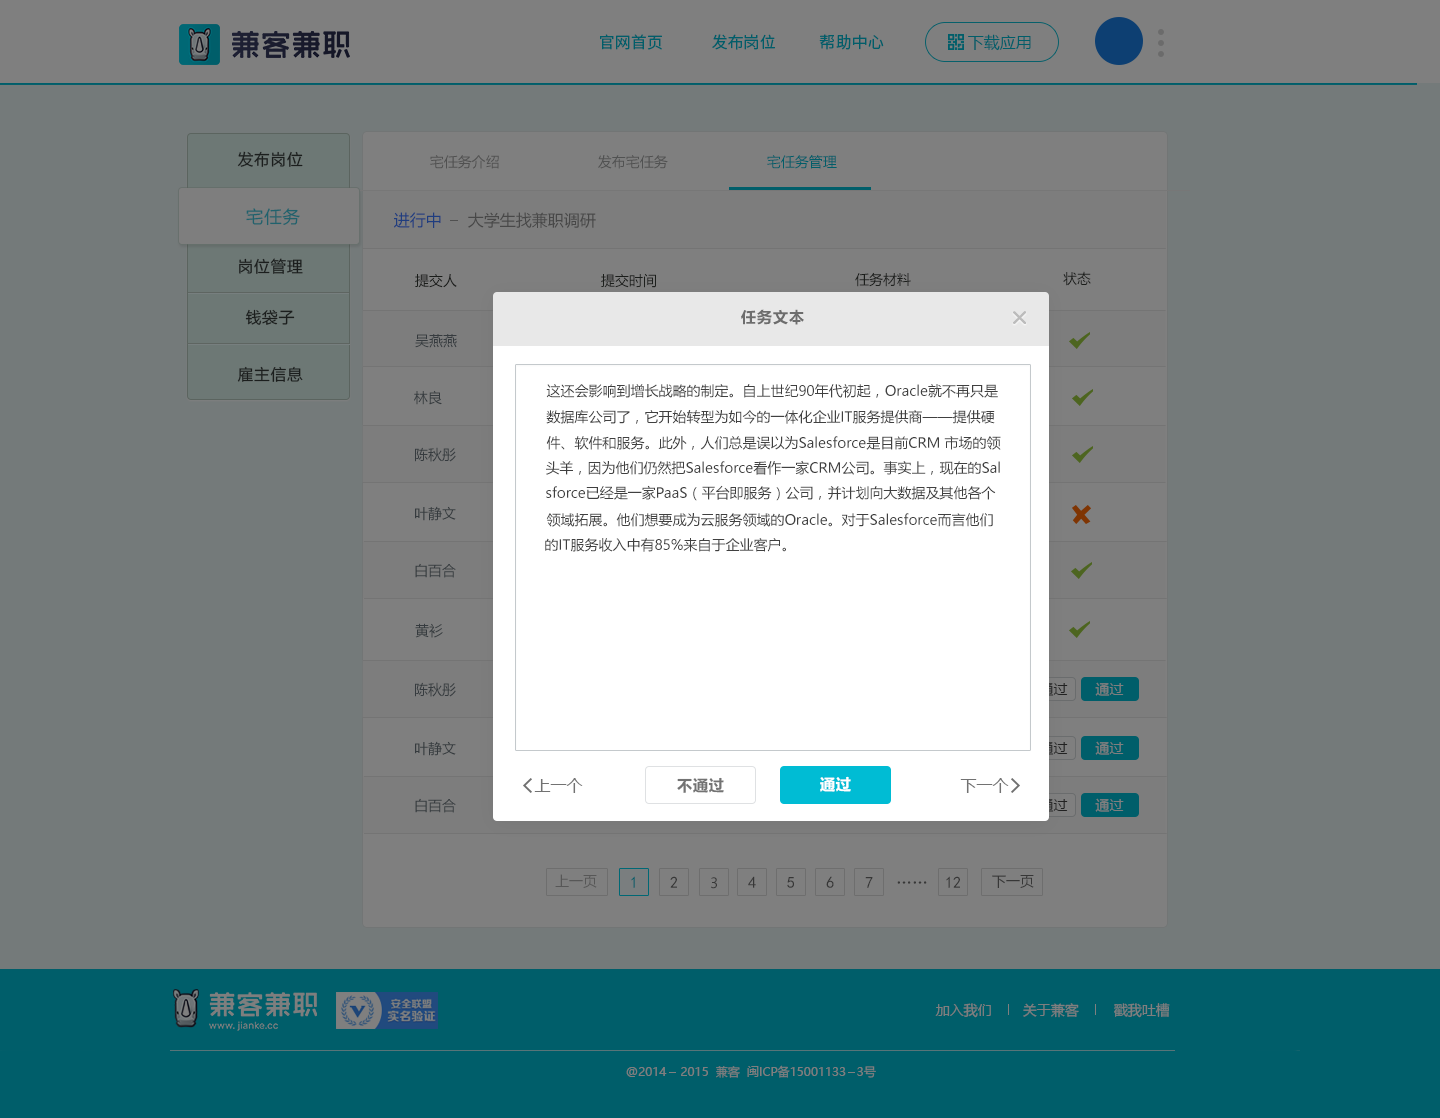 兼客兼职
官网首页 发布岗位 帮助中心 下载应用
发布岗位
宅任务
岗位管理
钱袋子
雇主信息
宅任务介绍 发布宅任务 宅任务管理
进行中 – 大学生找兼职调研
提交人 提交时间 任务材料 状态
吴燕燕
林良
陈秋彤
叶静文
白百合
黄衫
陈秋彤 通过 通过
叶静文 通过 通过
白百合 通过 通过
任务文本
这还会影响到增长战略的制定。自上世纪90年代初起，Oracle就不再只是
数据库公司了，它开始转型为如今的一体化企业IT服务提供商——提供硬
件、软件和服务。此外，人们总是误以为Salesforce是目前CRM 市场的领
头羊，因为他们仍然把Salesforce看作一家CRM公司。事实上，现在的Sal
sforce已经是一家PaaS（平台即服务）公司，并计划向大数据及其他各个
领域拓展。他们想要成为云服务领域的Oracle。对于Salesforce而言他们
的IT服务收入中有85%来自于企业客户。
上一个 不通过 通过 下一个
上一页 1 2 3 4 5 6 7 …… 12 下一页
兼客兼职
www.jianke.cc
安全联盟
实名验证
加入我们 | 关于兼客 | 戳我吐槽
@2014 – 2015 兼客 闽ICP备15001133 – 3号